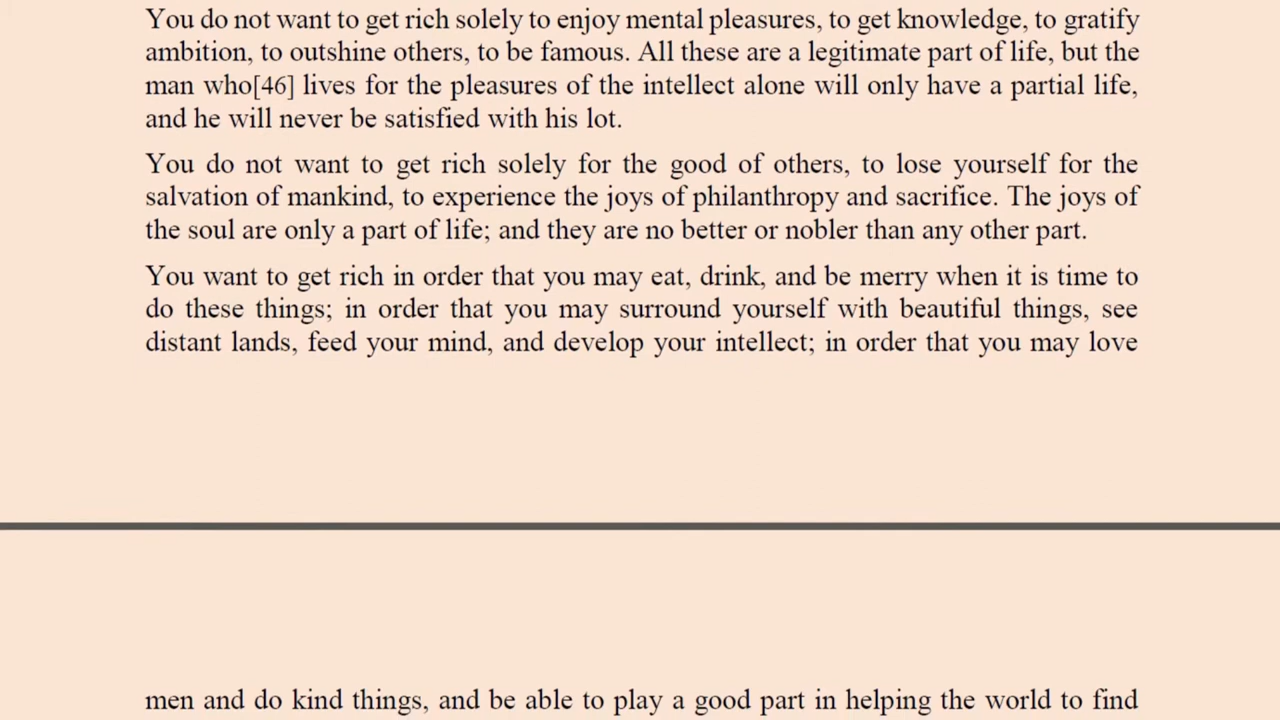 You do not want to get rich solely to enjoy mental pleasures, to get knowledge, to gratify
ambition, to outshine others, to be famous. All these are a legitimate part of life, but the
man who[46] lives for the pleasures of the intellect alone will only have a partial life,
and he will never be satisfied with his lot.
You do not want to get rich solely for the good of others, to lose yourself for the
salvation of mankind, to experience the joys of philanthropy and sacrifice. The joys of
the soul are only a part of life; and they are no better or nobler than any other part.
You want to get rich in order that you may eat, drink, and be merry when it is time to
do these things; in order that you may surround yourself with beautiful things, see
distant lands, feed your mind, and develop your intellect; in order that you may love
men and do kind things, and be able to play a good part in helping the world to find